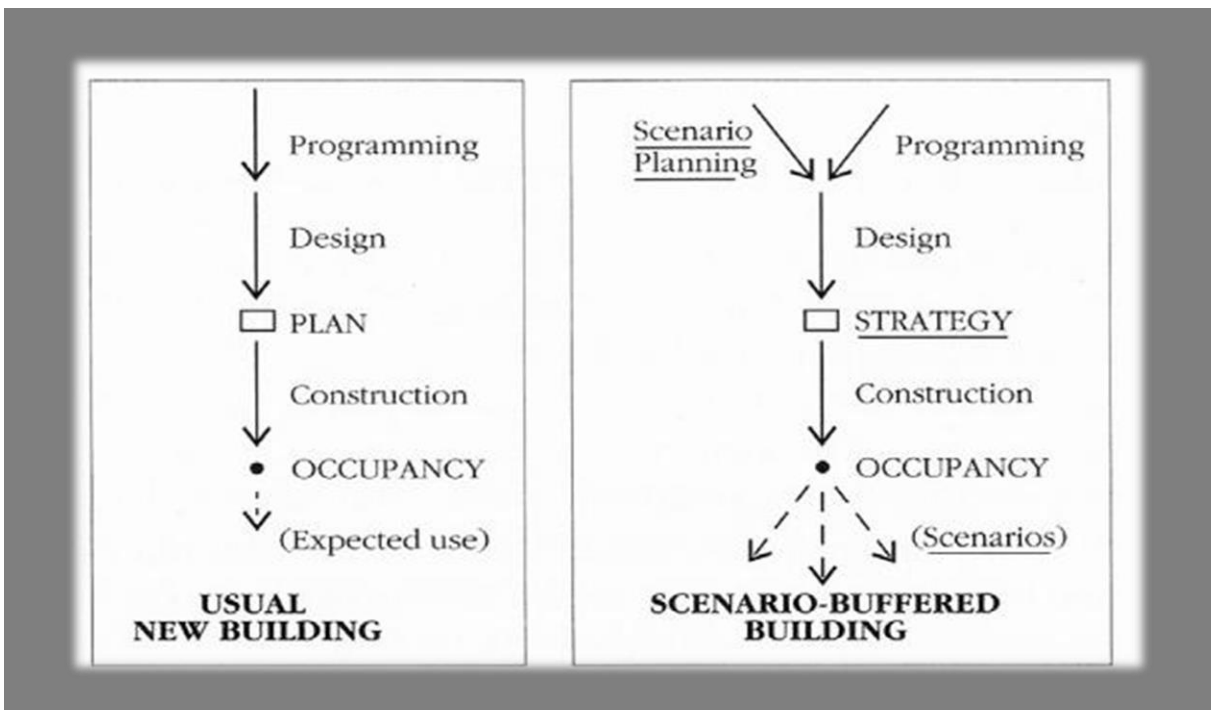 Programming
Design
PLAN
Construction
OCCUPANCY
(Expected use)
USUAL
NEW BUILDING
Scenario
Planning
Programming
Design
STRATEGY
Construction
OCCUPANCY
(Scenarios)
SCENARIO-BUFFERED
BUILDING